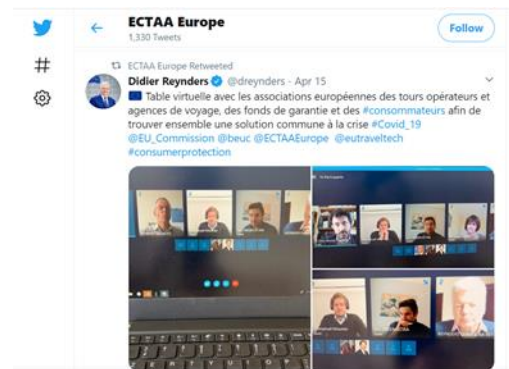 ECTAA Europe
1,330 Tweets
Follow
ECTAA Europe Retweeted
Didier Reynders @dreynders · Apr 15
Table virtuelle avec les associations européennes des tours opérateurs et
agences de voyage, des fonds de garantie et des #consommateurs afin de
trouver ensemble une solution commune à la crise #Covid_19
@EU_Commission @beuc @ECTAAEurope @eutraveltech
#consumerprotection